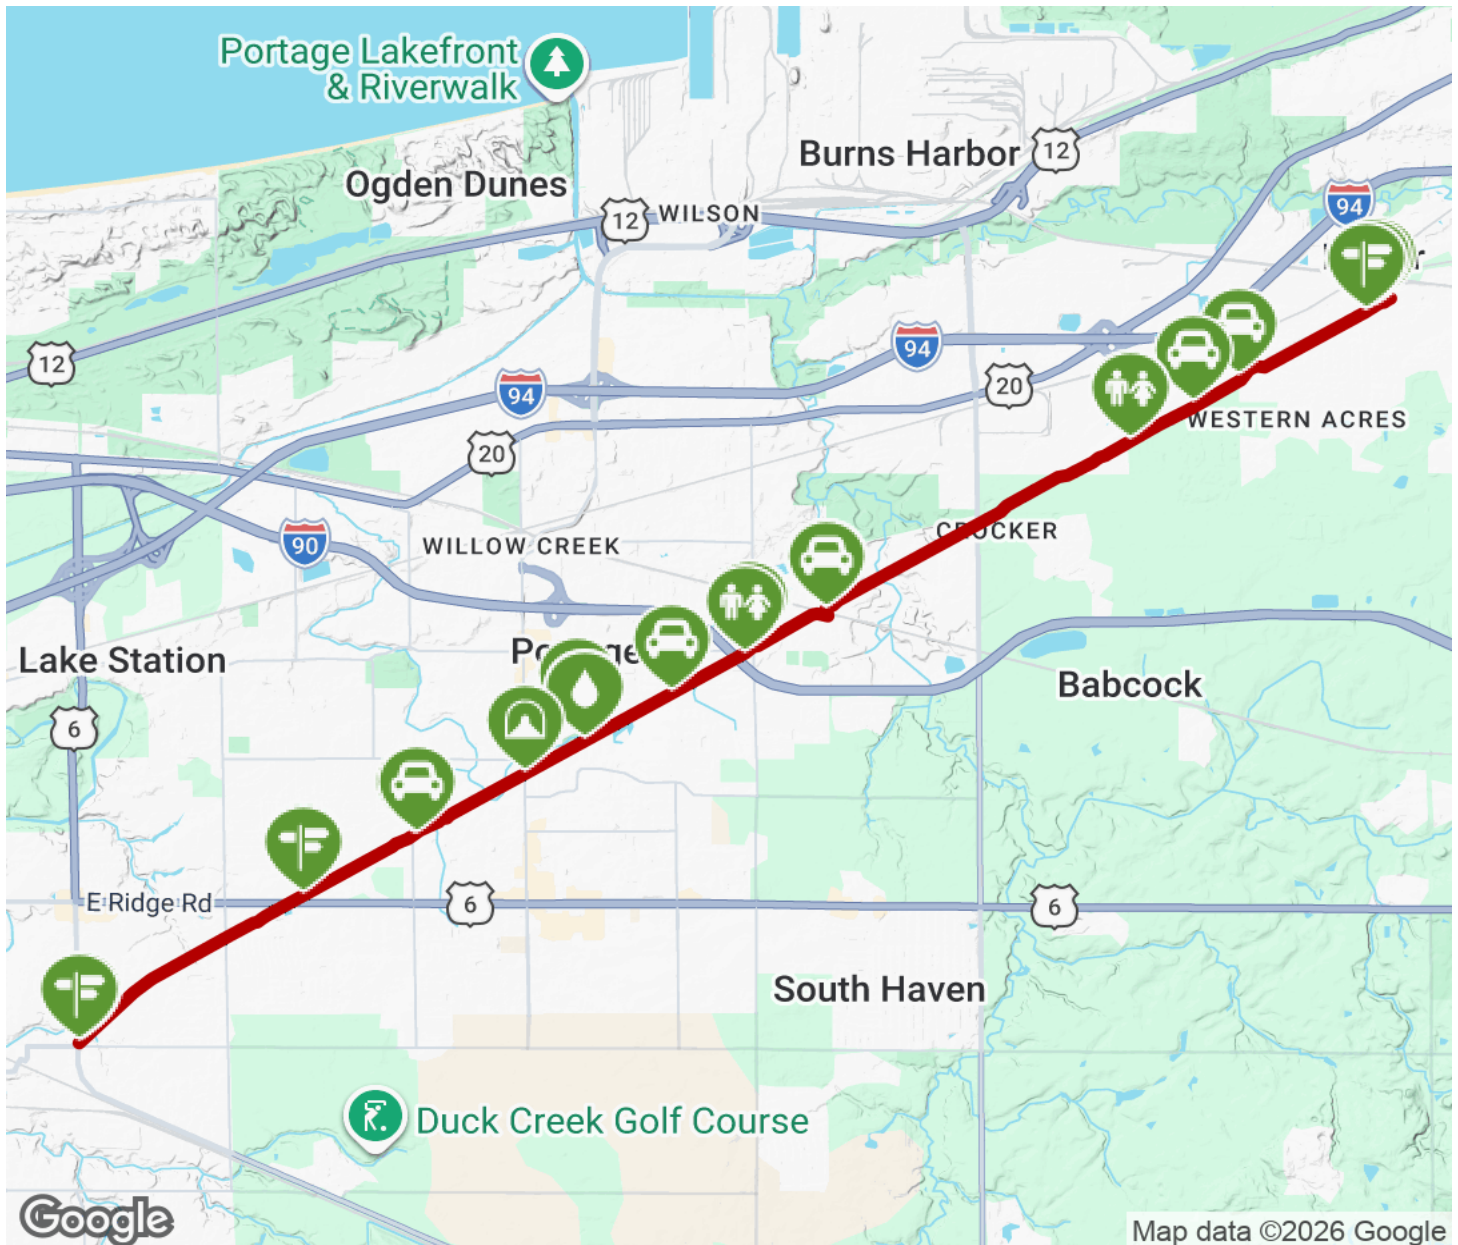 Portage Lakefront
& Riverwalk
Burns Harbor
12
Ogden Dunes
12
WILSON
94
12
94
20
94
20
WESTERN ACRES
90
WILLOW CREEK
CROCKER
Lake Station
Babcock
6
E Ridge Rd
6
6
South Haven
Duck Creek Golf Course
Google
Map data ©2026 Google